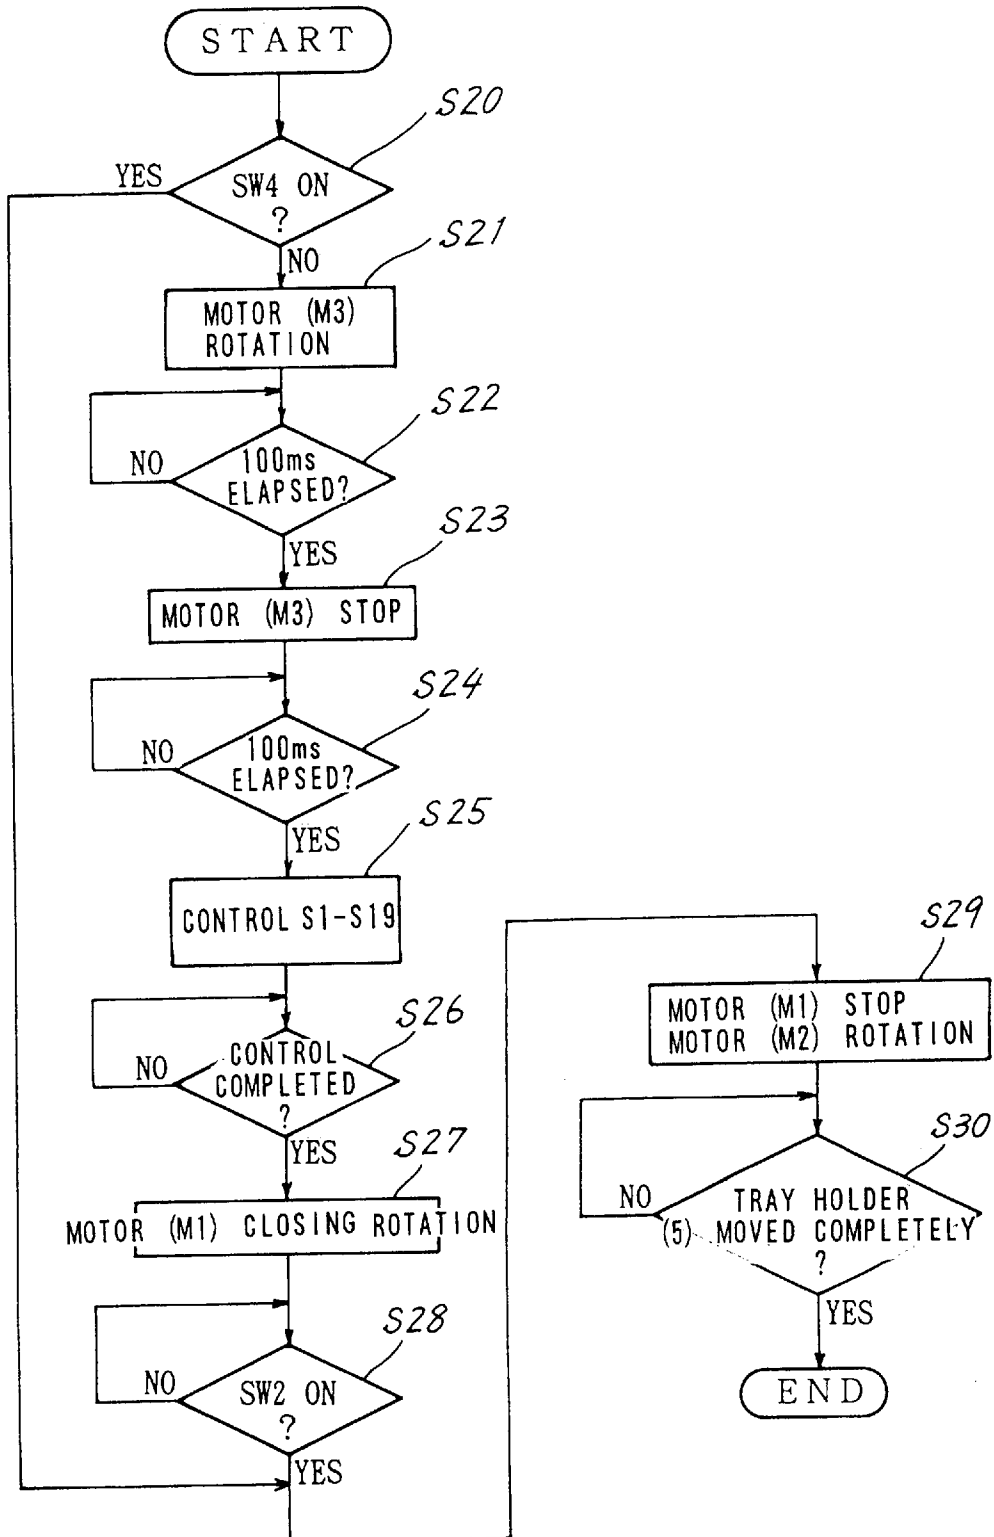 START
S20
YES
SW4 ON
?
NO
S21
MOTOR (M3)
ROTATION
S22
NO
100ms
ELAPSED?
YES
S23
MOTOR (M3) STOP
S24
NO
100ms
ELAPSED?
YES
S25
CONTROL S1-S19
S26
NO
CONTROL
COMPLETED
?
YES
S27
MOTOR (M1) CLOSING ROTATION
S28
NO
SW2 ON
?
YES
S29
MOTOR (M1) STOP
MOTOR (M2) ROTATION
S30
NO
TRAY HOLDER
(5) MOVED COMPLETELY
?
YES
END